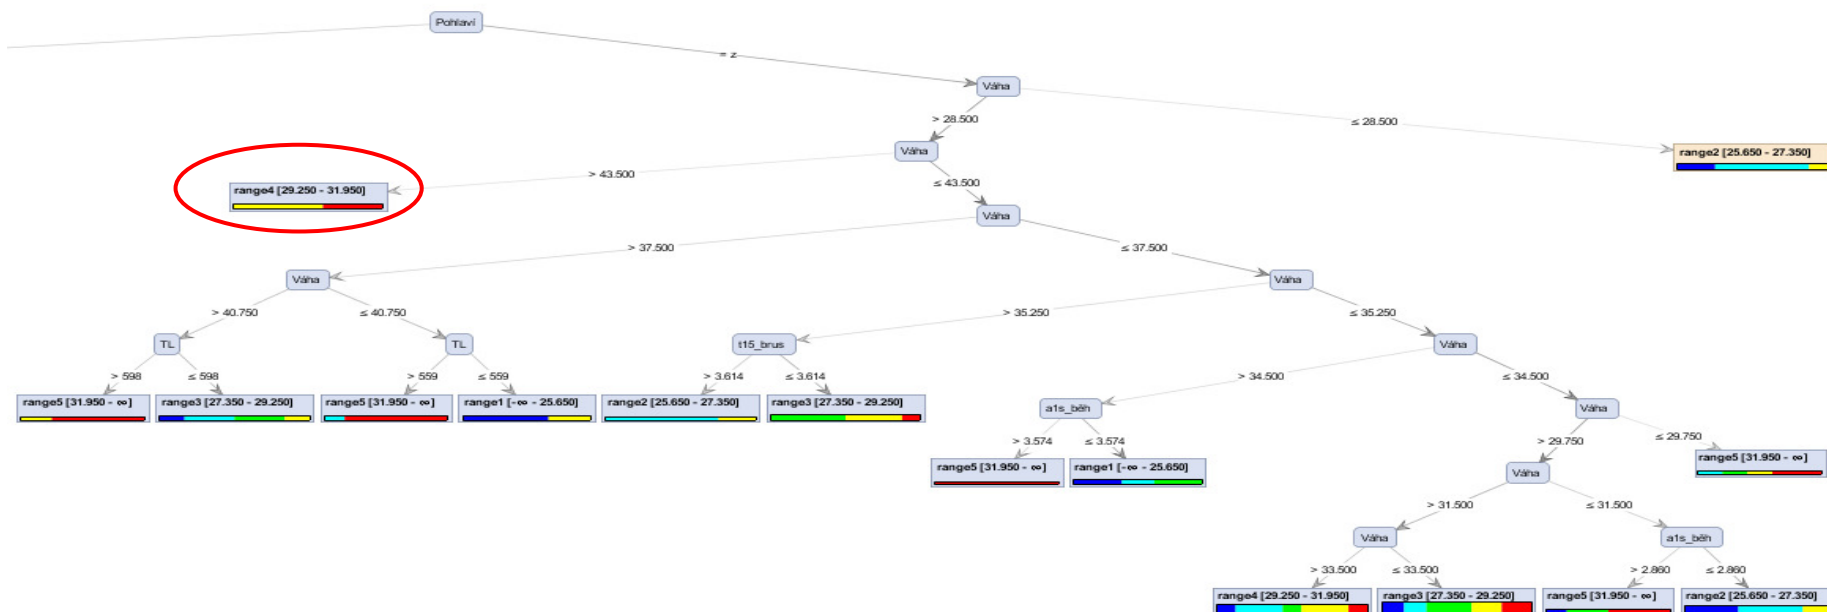 Pohlaví
= z
Váha
> 28.500
≤ 28.500
Váha
range2 [25.650 - 27.350]
> 43.500
≤ 43.500
range4 [29.250 - 31.950]
Váha
> 37.500
≤ 37.500
Váha
Váha
> 40.750
≤ 40.750
> 35.250
≤ 35.250
TL
TL
t15_brus
Váha
> 598
≤ 598
> 559
≤ 559
> 3.614
≤ 3.614
> 34.500
≤ 34.500
range5 [31.950 - ∞]
range3 [27.350 - 29.250]
range5 [31.950 - ∞]
range1 [-∞ - 25.650]
range2 [25.650 - 27.350]
range3 [27.350 - 29.250]
a1s_běh
Váha
> 3.574
≤ 3.574
> 29.750
≤ 29.750
range5 [31.950 - ∞]
range1 [-∞ - 25.650]
Váha
range5 [31.950 - ∞]
> 31.500
≤ 31.500
Váha
a1s_běh
> 33.500
≤ 33.500
> 2.860
≤ 2.860
range4 [29.250 - 31.950]
range3 [27.350 - 29.250]
range5 [31.950 - ∞]
range2 [25.650 - 27.350]